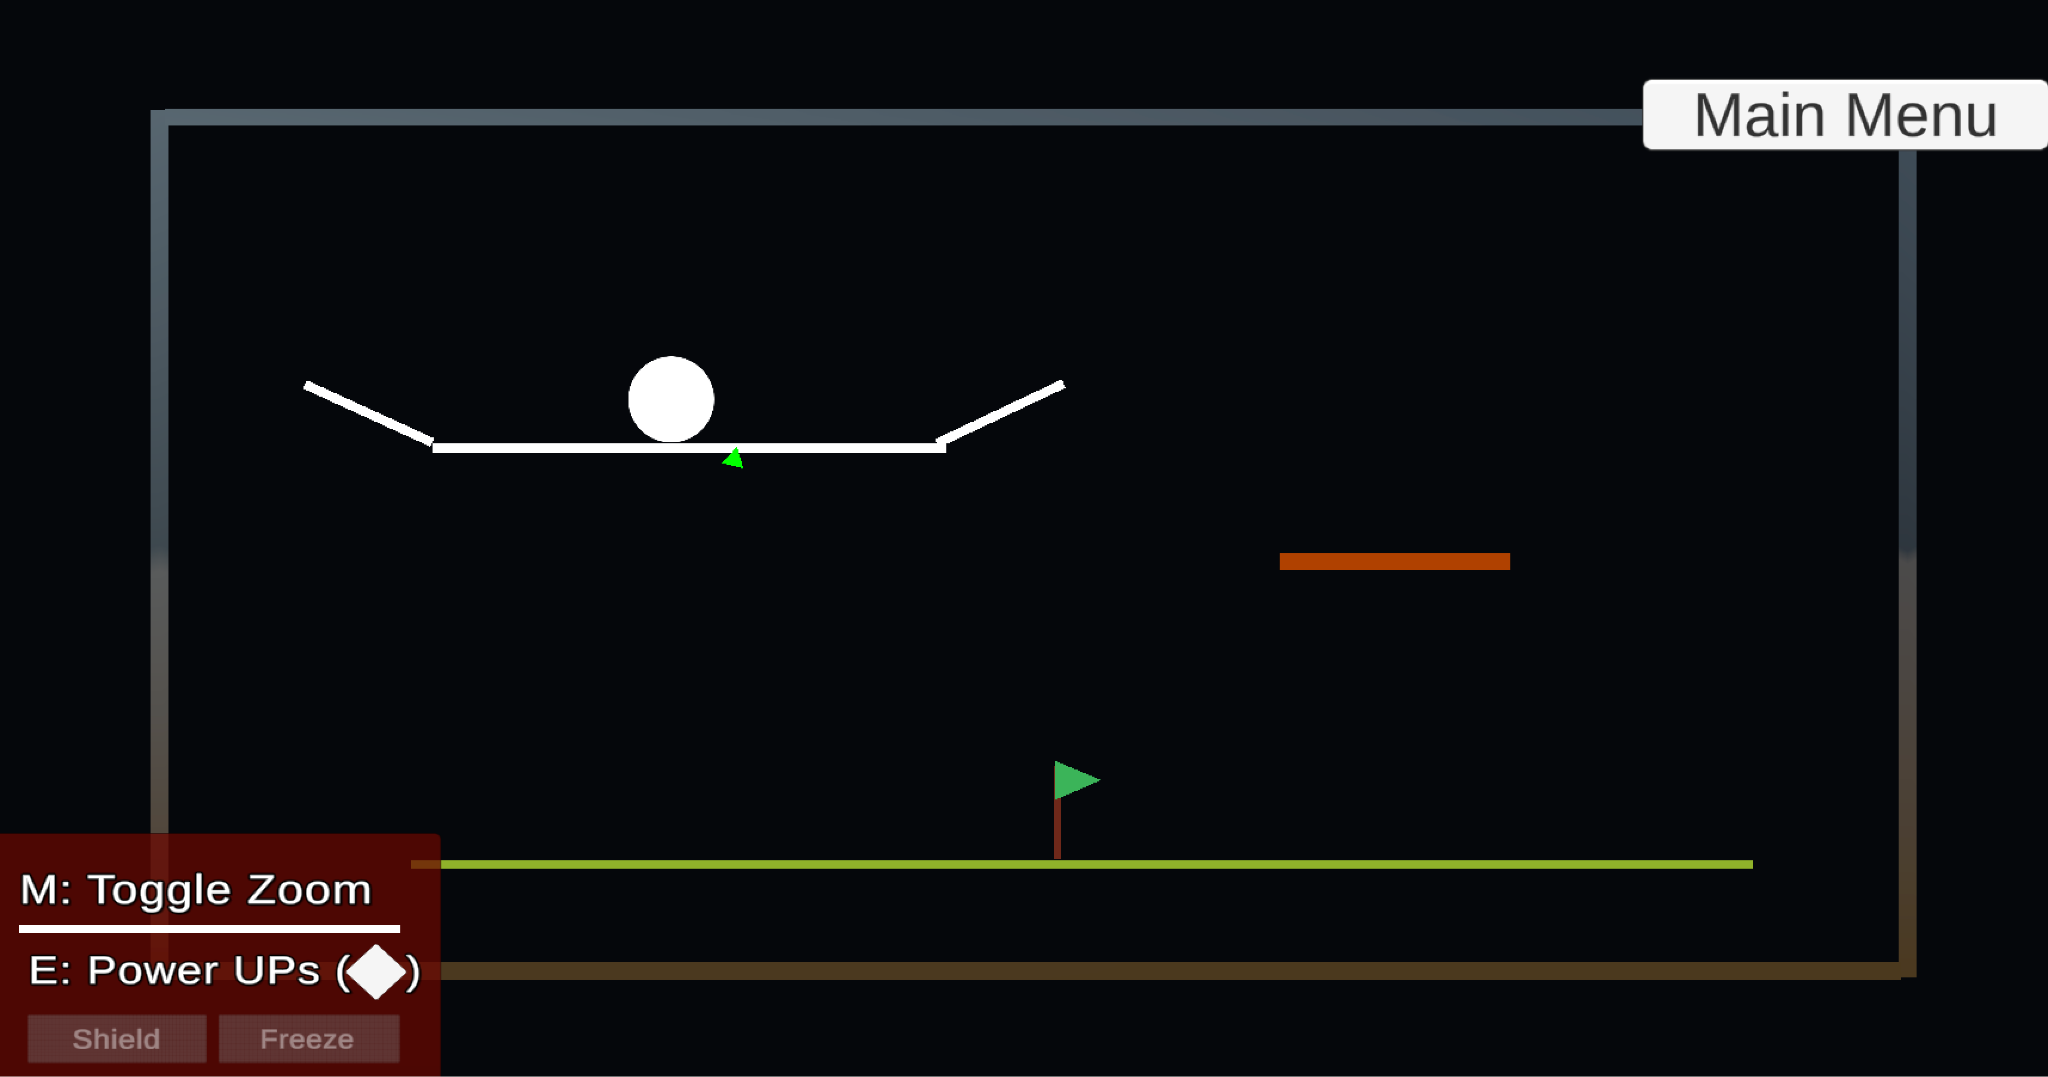 Main Menu
M: Toggle Zoom
E: Power UPs ( )
Shield Freeze